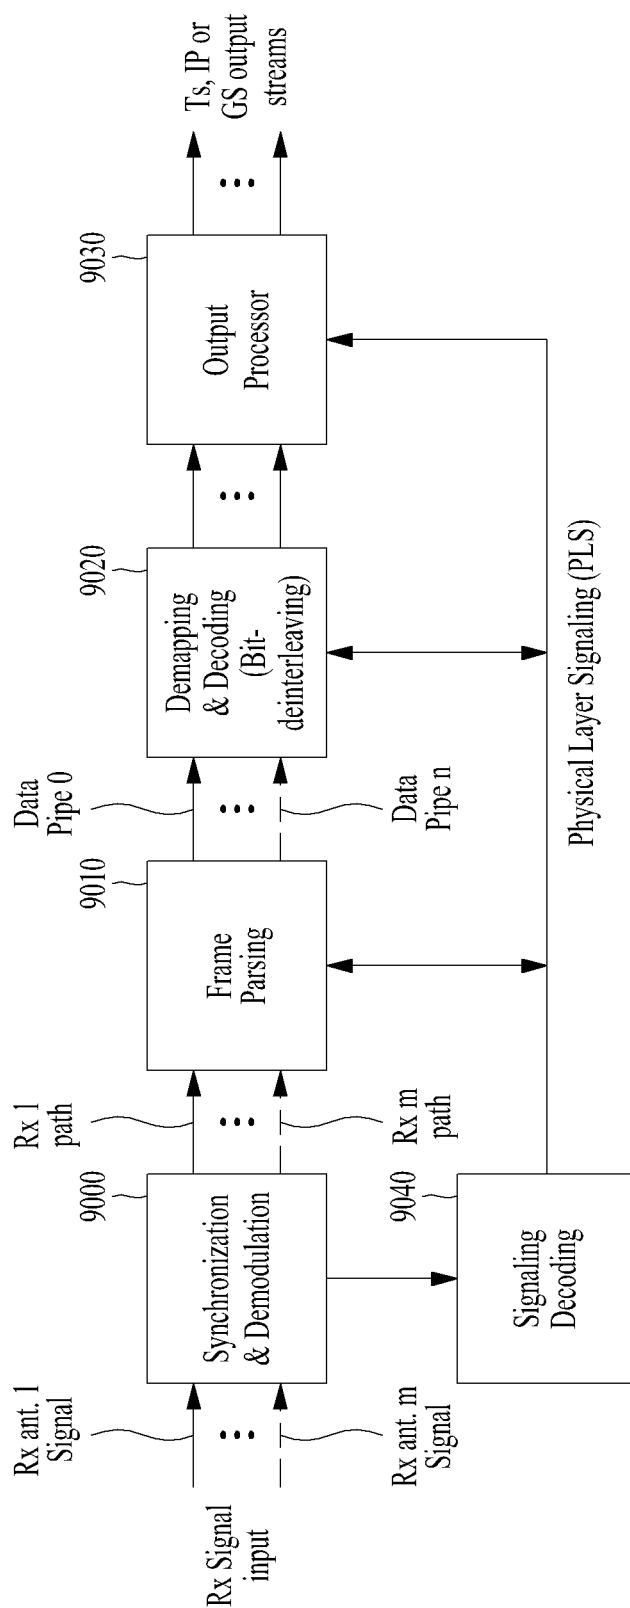 Rx Signal
input
Rx ant. 1
Signal
Rx ant. m
Signal
9000
Synchronization
& Demodulation
Rx 1
path
Rx m
path
9010
Frame
Parsing
Data
Pipe 0
Data
Pipe n
9020
Demapping
& Decoding
(Bit-
deinterleaving)
9030
Output
Processor
Ts, IP or
GS output
streams
9040
Signaling
Decoding
Physical Layer Signaling (PLS)